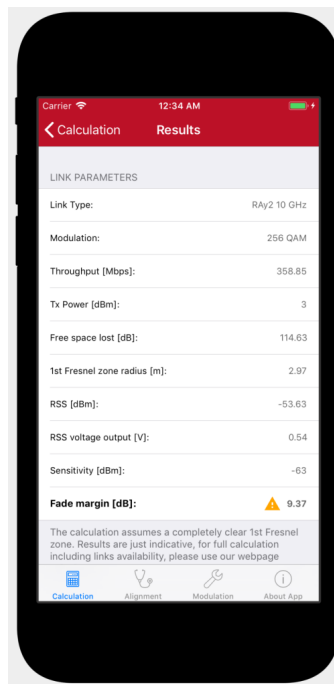 Carrier 12:34 AM
Calculation Results
LINK PARAMETERS
Link Type: RAy2 10 GHz
Modulation: 256 QAM
Throughput [Mbps]: 358.85
Tx Power [dBm]: 3
Free space lost [dB]: 114.63
1st Fresnel zone radius [m]: 2.97
RSS [dBm]: -53.63
RSS voltage output [V]: 0.54
Sensitivity [dBm]: -63
Fade margin [dB]: 9.37
The calculation assumes a completely clear 1st Fresnel
zone. Results are just indicative, for full calculation
including links availability, please use our webpage
Calculation Alignment Modulation About App